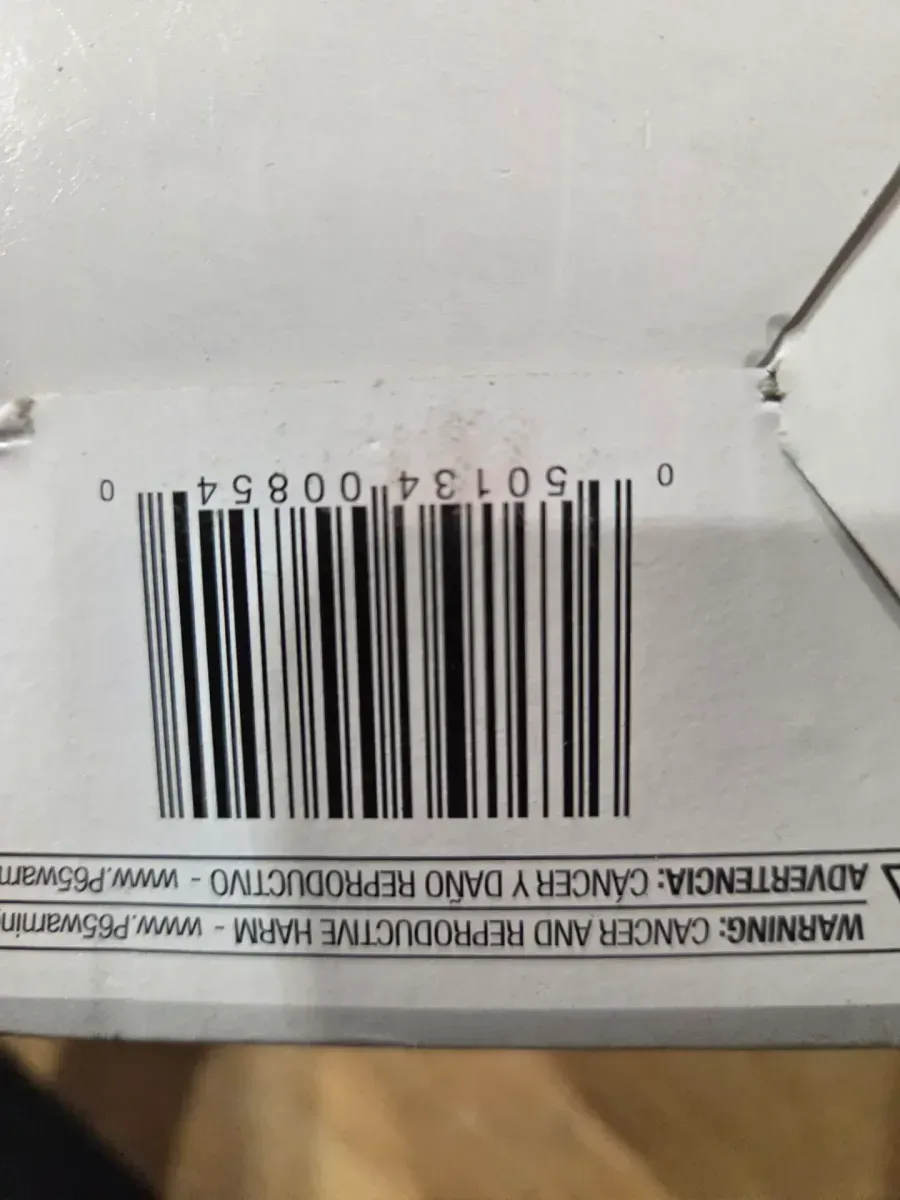 WARNING: CANCER AND REPRODUCTIVE HARM - www.P65warnin
ADVERTENCIA: CÁNCER Y DAÑO REPRODUCTIVO - www.P65warn
0 50134 00854 0